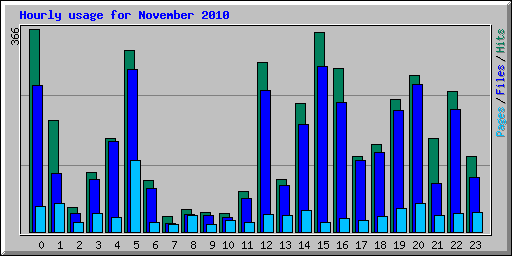 Hourly usage for November 2010
366
Pages/Files/Hits
0 1 2 3 4 5 6 7 8 9 10 11 12 13 14 15 16 17 18 19 20 21 22 23